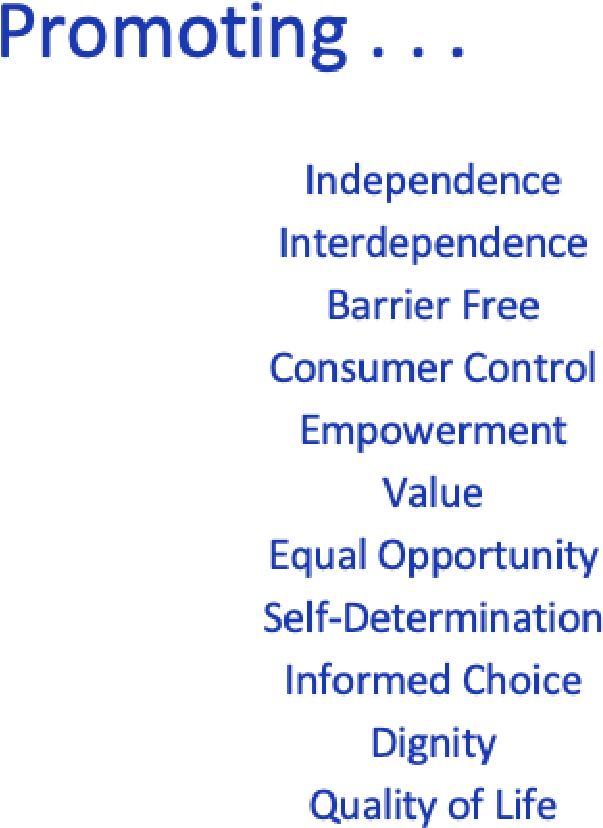 Promoting . . .
Independence
Interdependence
Barrier Free
Consumer Control
Empowerment
Value
Equal Opportunity
Self-Determination
Informed Choice
Dignity
Quality of Life